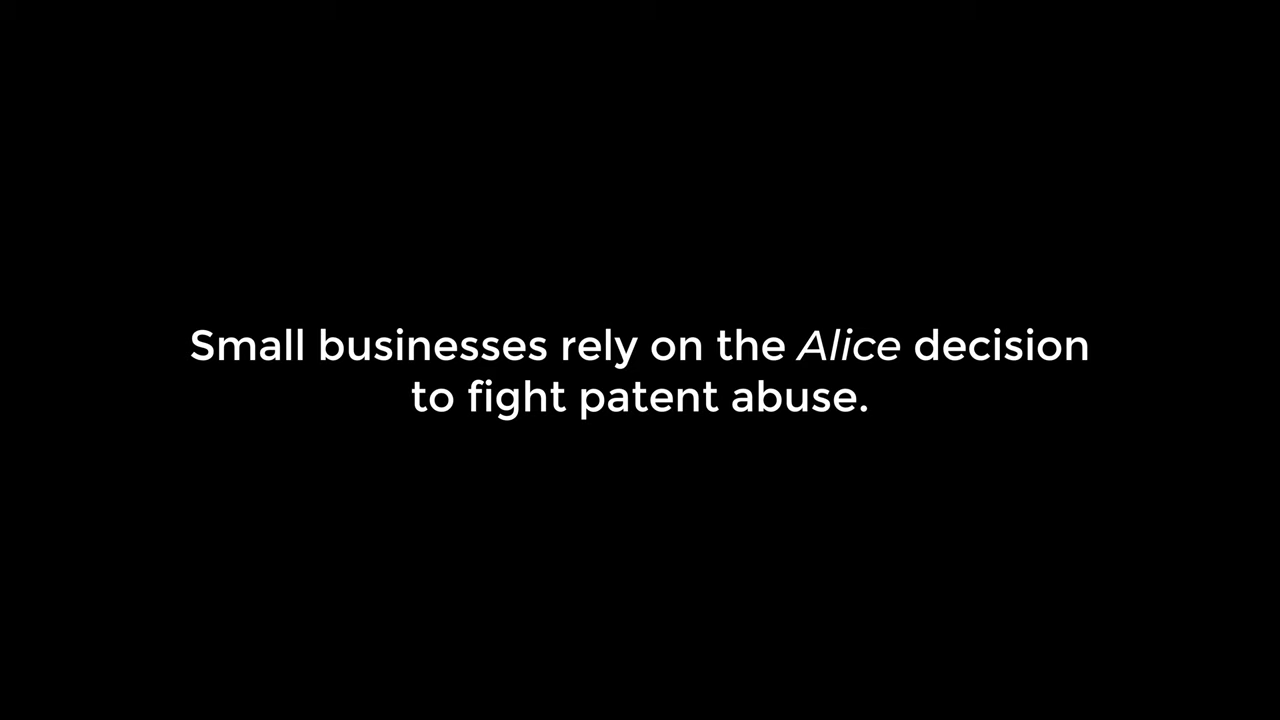 Small businesses rely on the Alice decision
to fight patent abuse.